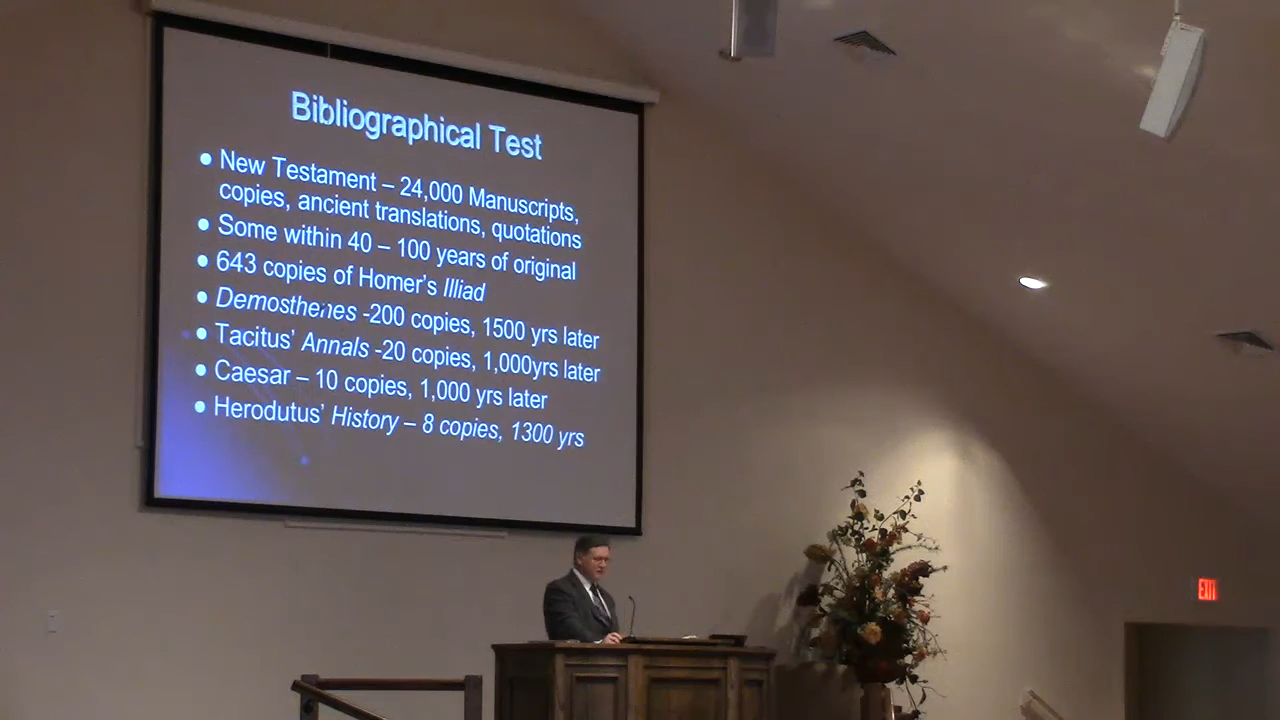 Bibliographical Test
• New Testament – 24,000 Manuscripts,
copies, ancient translations, quotations
• Some within 40 – 100 years of original
• 643 copies of Homer's Illiad
• Demosthenes -200 copies, 1500 yrs later
• Tacitus' Annals -20 copies, 1,000yrs later
• Caesar – 10 copies, 1,000 yrs later
• Herodutus' History – 8 copies, 1300 yrs
EXIT